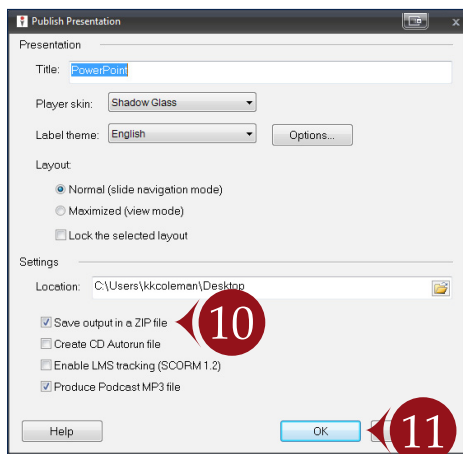 Publish Presentation
x
Presentation
Title: PowerPoint
Player skin: Shadow Glass
Label theme: English Options...
Layout:
Normal (slide navigation mode)
Maximized (view mode)
Lock the selected layout
Settings
Location: C:\Users\kkcoleman\Desktop
Save output in a ZIP file 10
Create CD Autorun file
Enable LMS tracking (SCORM 1.2)
Produce Podcast MP3 file
Help OK 11